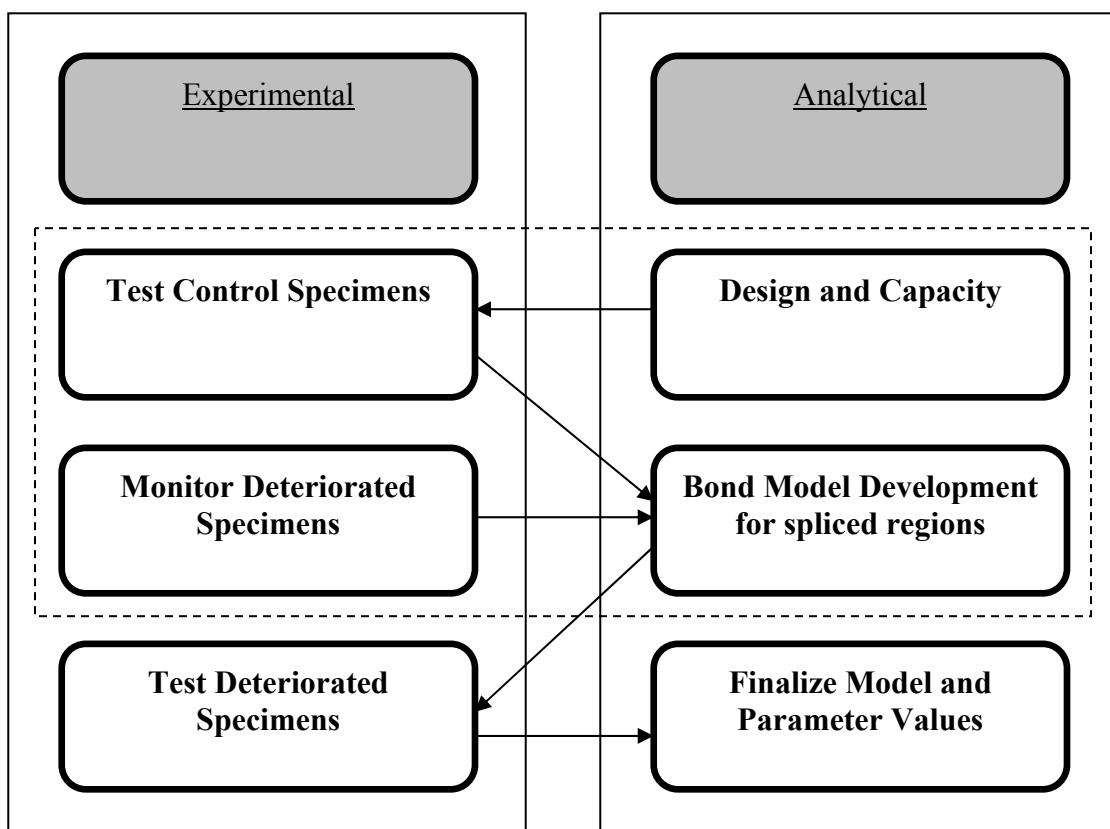 Experimental
Analytical
Test Control Specimens
Design and Capacity
Monitor Deteriorated
Specimens
Bond Model Development
for spliced regions
Test Deteriorated
Specimens
Finalize Model and
Parameter Values